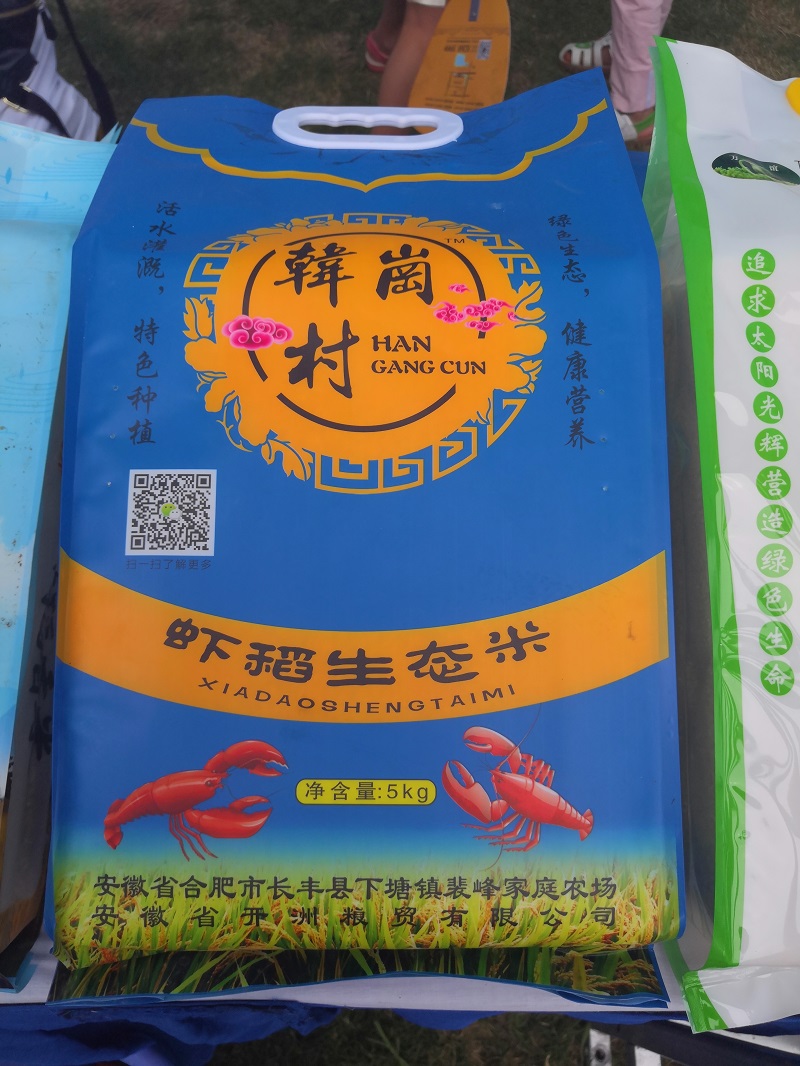 活水灌溉，特色种植
绿色生态，健康营养
韓崗
TM
村
HAN
GANG CUN
扫一扫了解更多
虾稻生态米
XIADAOSHENGTAIMI
净含量:5kg
安徽省合肥市长丰县下塘镇裴峰家庭农场
安徽省开洲粮贸有限公司
追求太阳光辉营造绿色生命